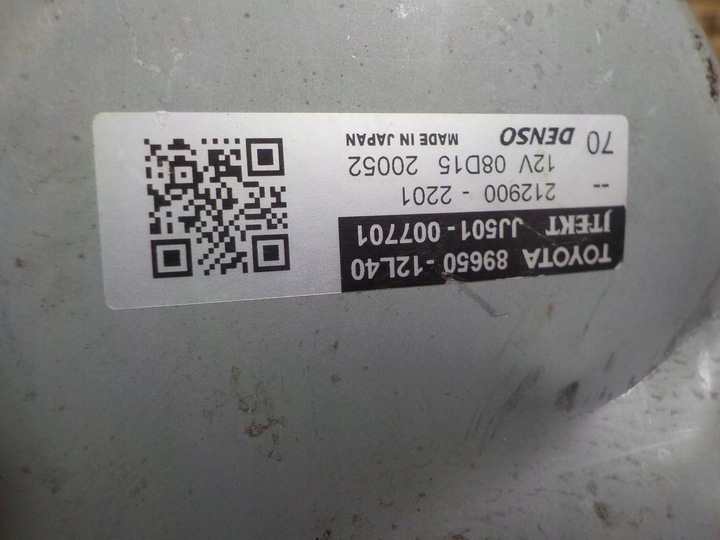 TOYOTA 89650-12L40
JTEKT JJ501-007701
212900-2201
--
12V 08D15 20052
70 DENSO MADE IN JAPAN